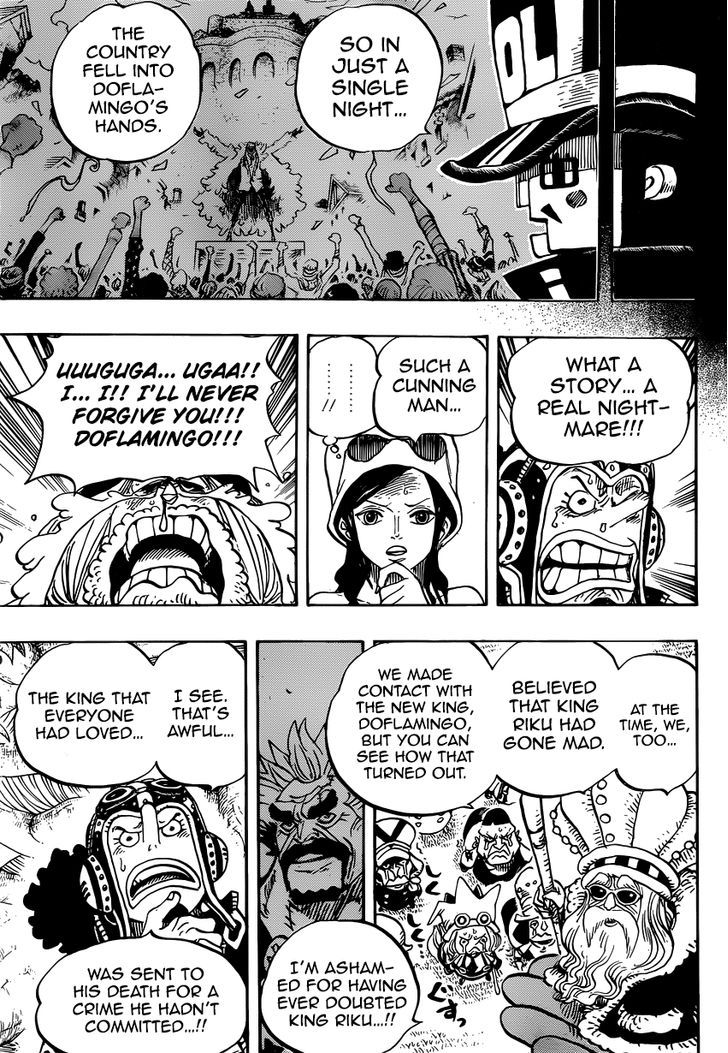 SO IN
JUST A
SINGLE
NIGHT...
THE
COUNTRY
FELL INTO
DOFLA-
MINGO'S
HANDS.
OLI
WHAT A
STORY... A
REAL NIGHT-
MARE!!!
SUCH A
CUNNING
MAN...
......
...!!
UUUGUGA... UGAA!!
I... I!! I'LL NEVER
FORGIVE YOU!!!
DOFLAMINGO!!!
AT THE
TIME, WE,
TOO...
BELIEVED
THAT KING
RIKU HAD
GONE MAD.
WE MADE
CONTACT WITH
THE NEW KING,
DOFLAMINGO,
BUT YOU CAN
SEE HOW THAT
TURNED OUT.
ぐすっ
I'M ASHAM-
ED FOR HAVING
EVER DOUBTED
KING RIKU...!!
I SEE.
THAT'S
AWFUL...
THE KING THAT
EVERYONE
HAD LOVED...
WAS SENT TO
HIS DEATH FOR A
CRIME HE HADN'T
COMMITTED...!!